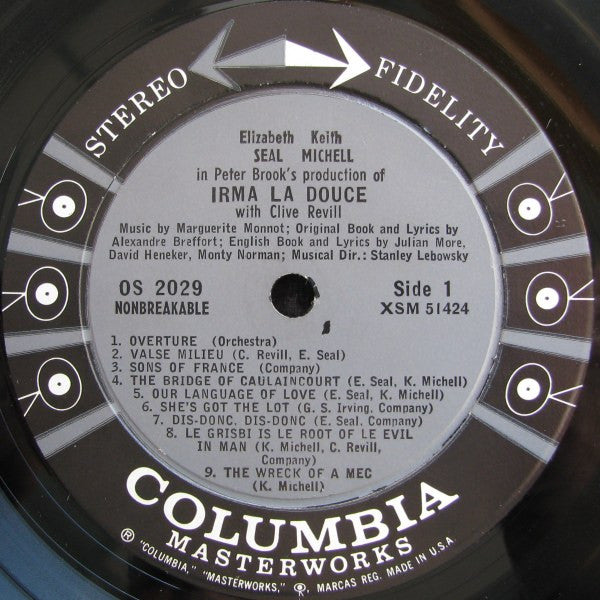 STEREO FIDELITY
Elizabeth Keith
SEAL MICHELL
in Peter Brook's production of
IRMA LA DOUCE
with Clive Revill
Music by Marguerite Monnot; Original Book and Lyrics by
Alexandre Breffort; English Book and Lyrics by Julian More,
David Heneker, Monty Norman; Musical Dir.: Stanley Lebowsky
OS 2029 Side 1
NONBREAKABLE XSM 51424
1. OVERTURE (Orchestra)
2. VALSE MILIEU (C. Revill, E. Seal)
3. SONS OF FRANCE (Company)
4. THE BRIDGE OF CAULAINCOURT (E. Seal, K. Michell)
5. OUR LANGUAGE OF LOVE (E. Seal, K. Michell)
6. SHE'S GOT THE LOT (G. S. Irving, Company)
7. DIS-DONC, DIS-DONC (E. Seal, Company)
8. LE GRISBI IS LE ROOT OF LE EVIL
IN MAN (K. Michell, C. Revill,
Company)
9. THE WRECK OF A MEC
(K. Michell)
COLUMBIA
MASTERWORKS
® "COLUMBIA," "MASTERWORKS," MARCAS REG. MADE IN U.S.A